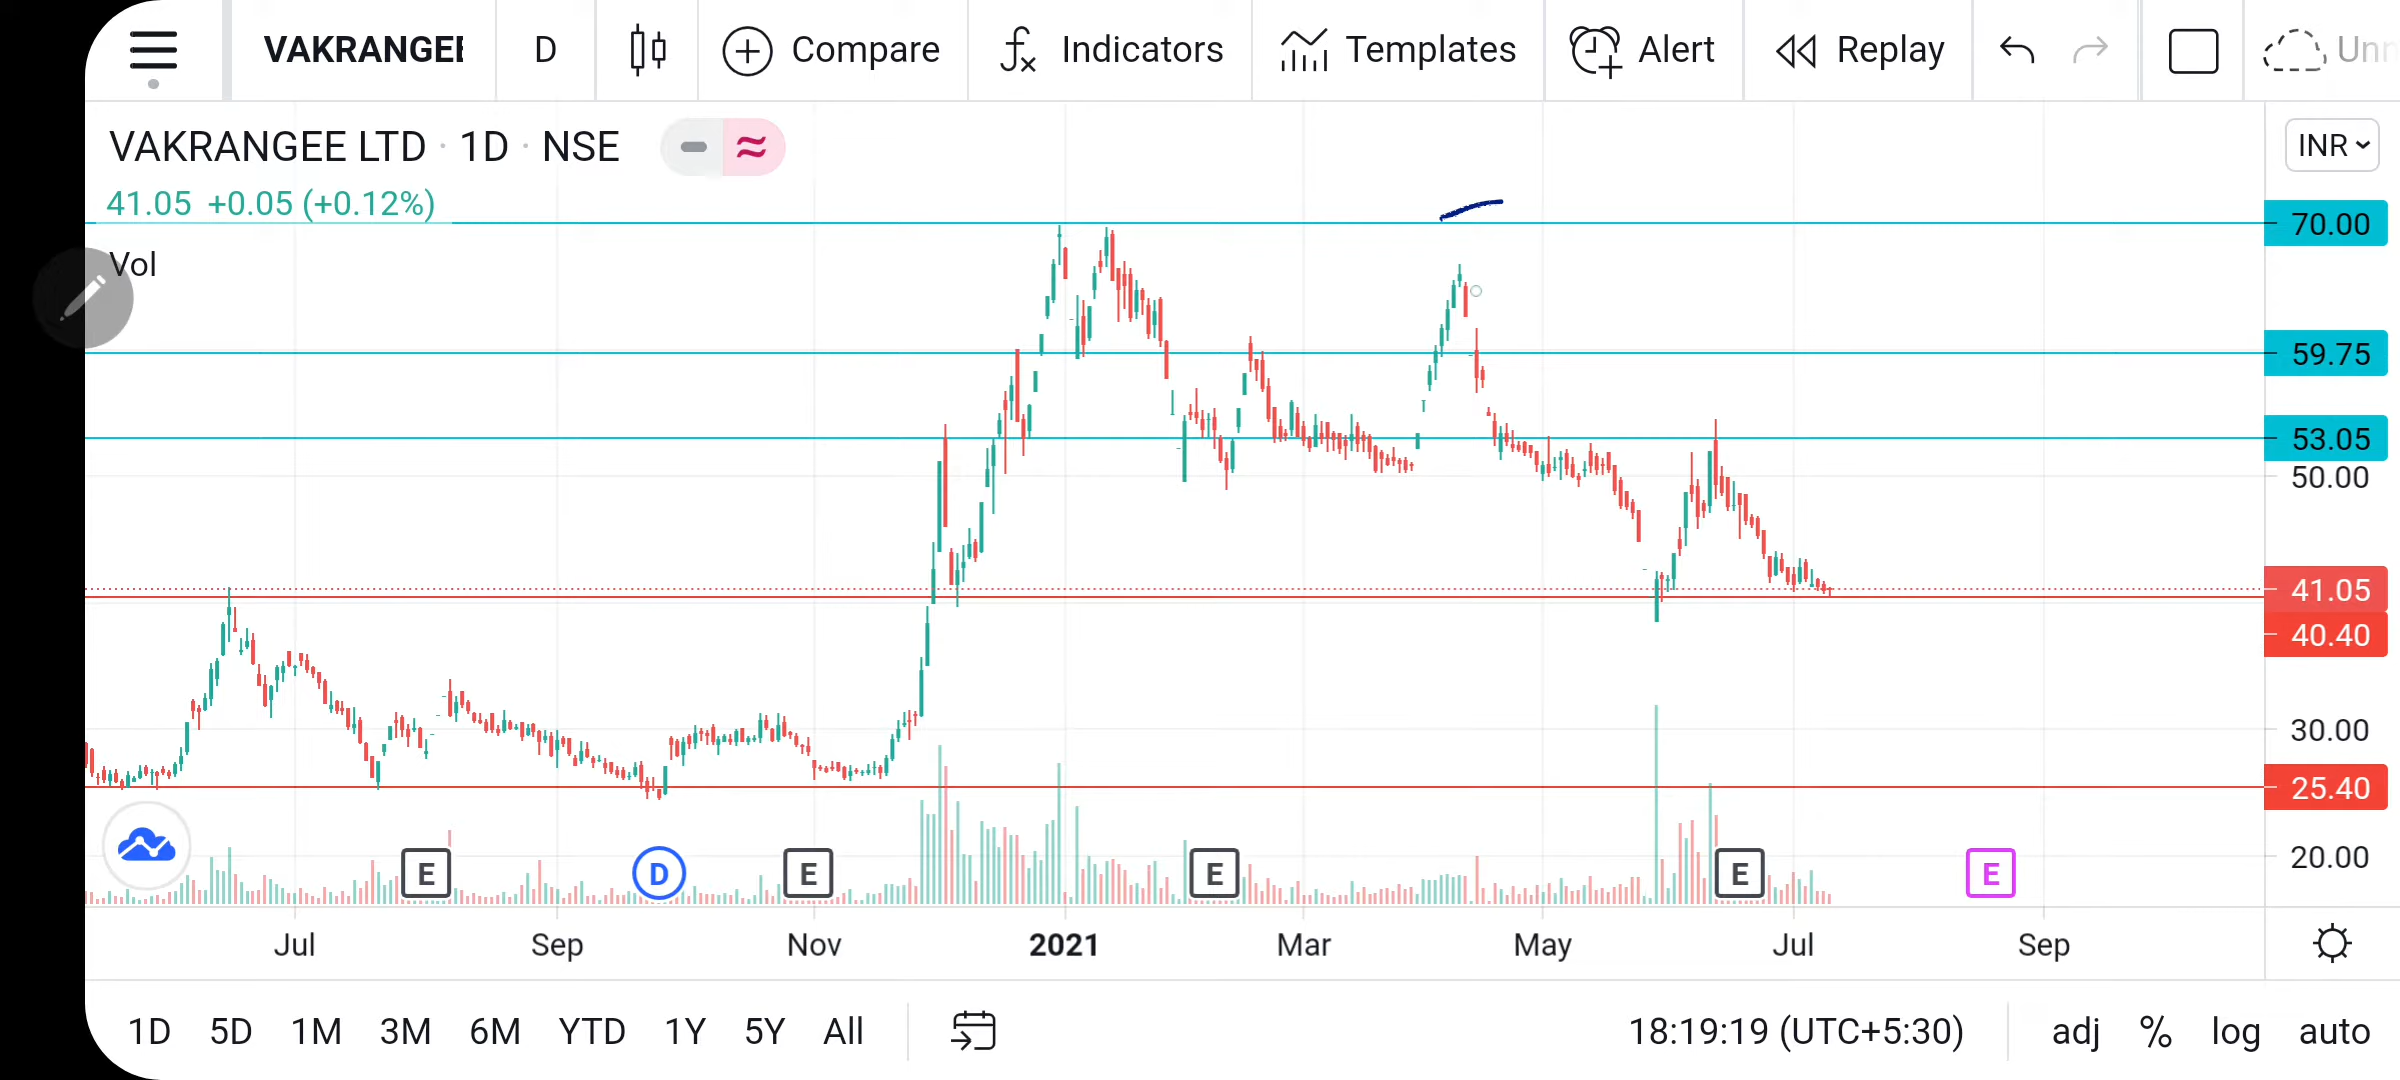 VAKRANGEE
D
Compare
Indicators
Templates
Alert
Replay
VAKRANGEE LTD · 1D · NSE
INR
41.05 +0.05 (+0.12%)
Vol
70.00
59.75
53.05
50.00
41.05
40.40
30.00
25.40
20.00
E
D
E
E
E
E
Jul
Sep
Nov
2021
Mar
May
Jul
Sep
1D 5D 1M 3M 6M YTD 1Y 5Y All
18:19:19 (UTC+5:30)
adj % log auto